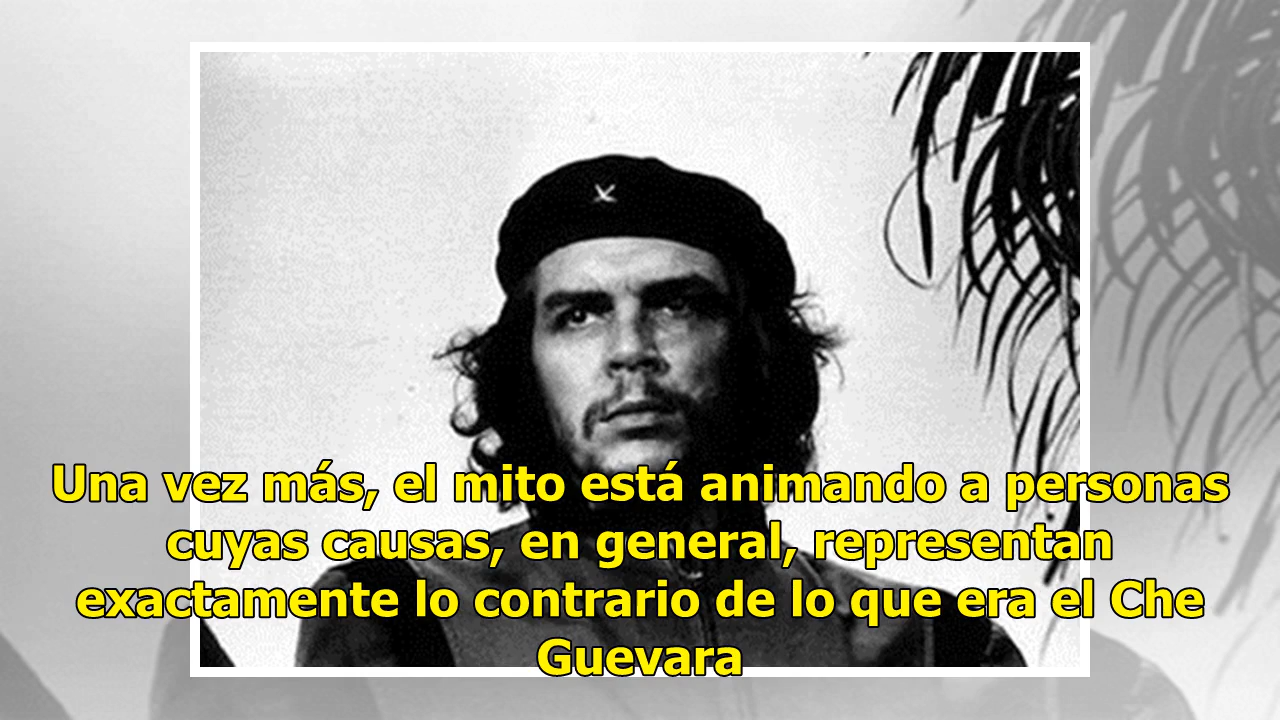 Una vez más, el mito está animando a personas
cuyas causas, en general, representan
exactamente lo contrario de lo que era el Che
Guevara